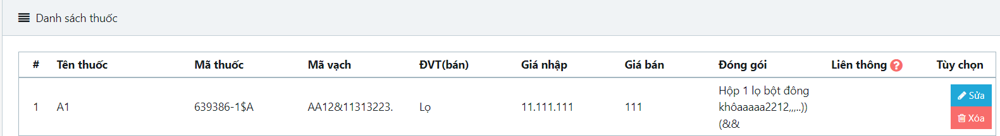 Danh sách thuốc
# Tên thuốc Mã thuốc Mã vạch ĐVT(bán) Giá nhập Giá bán Đóng gói Liên thông ? Tùy chọn
1 A1 639386-1$A AA12&11313223. Lọ 11.111.111 111 Hộp 1 lọ bột đông
khôaaaaa2212,,,..))
(&&
Sửa
Xóa